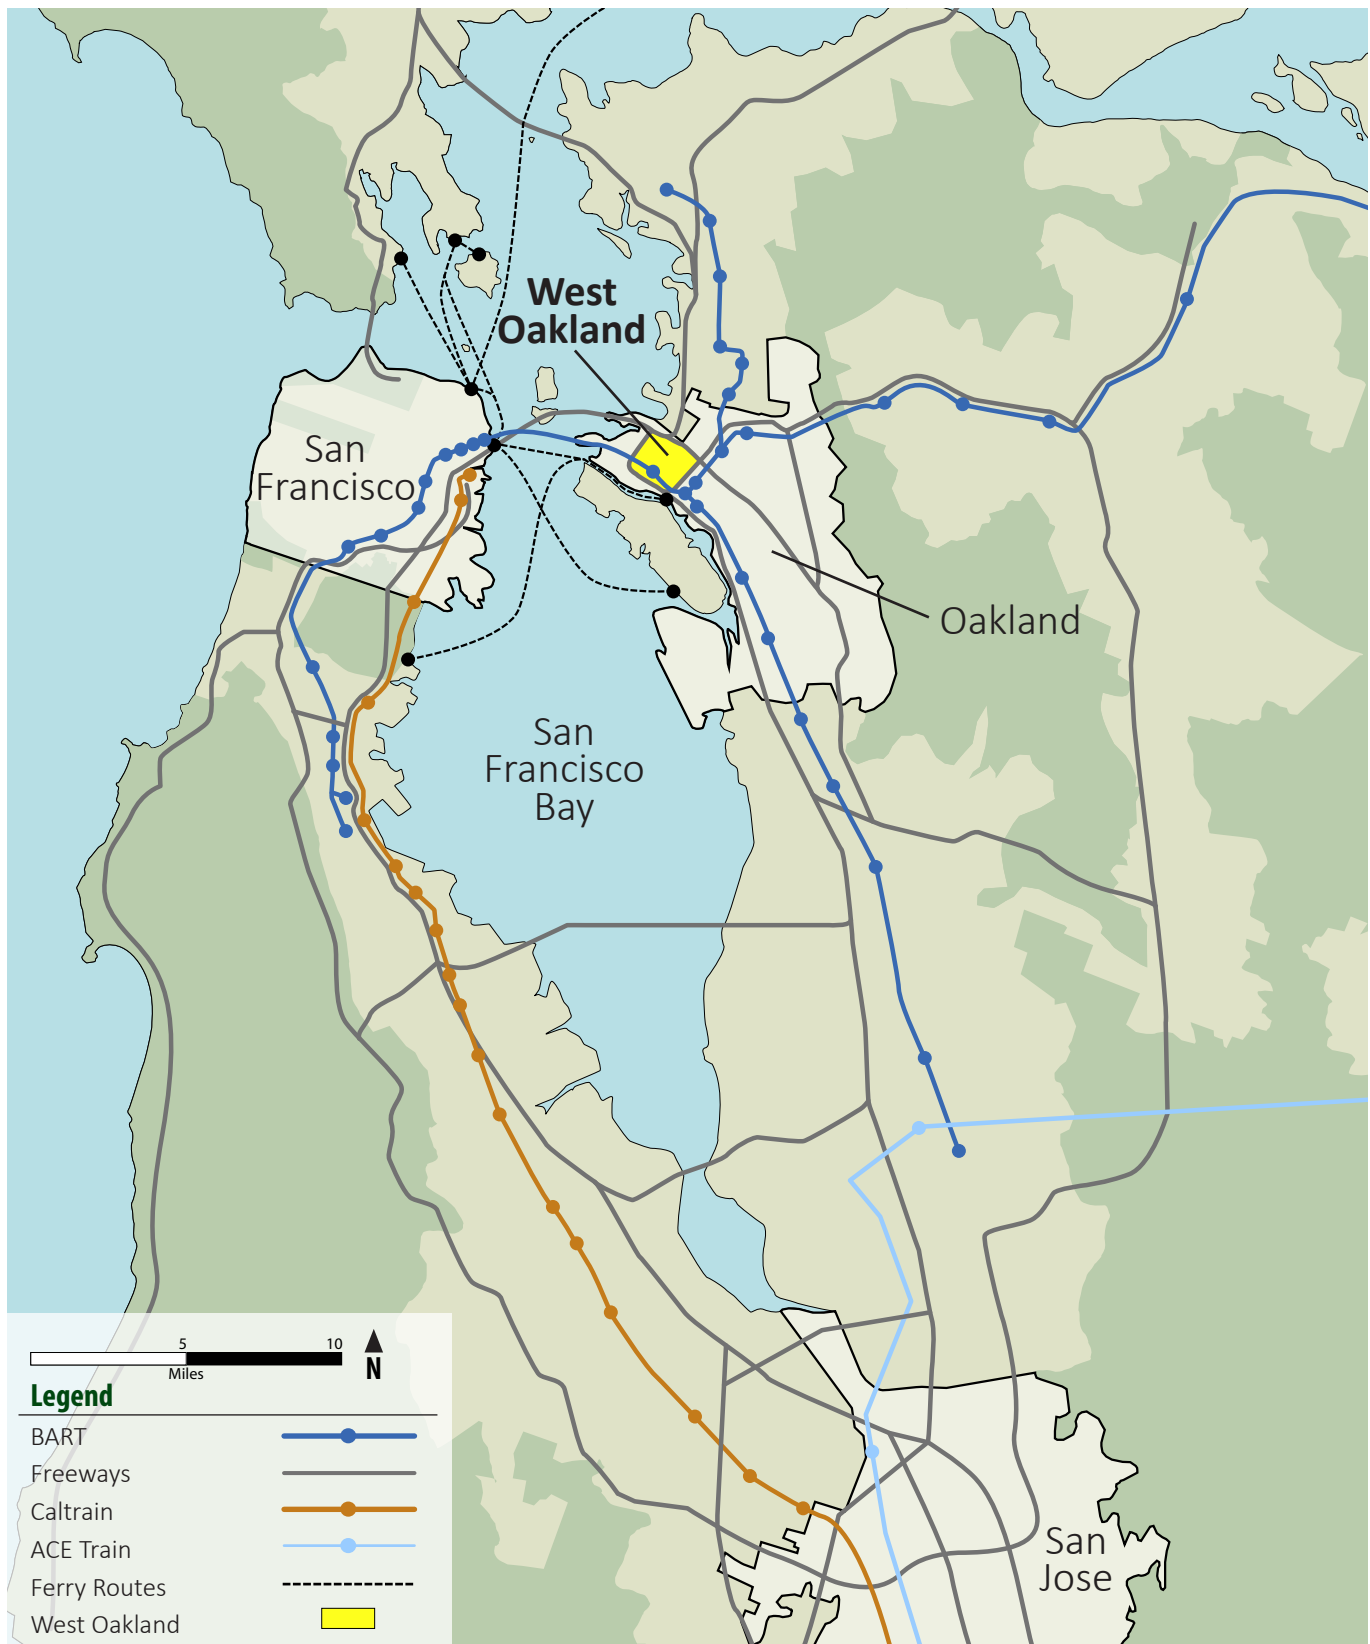 West
Oakland
San
Francisco
Oakland
San
Francisco
Bay
5
10
Miles
N
Legend
BART
Freeways
Caltrain
ACE Train
Ferry Routes
West Oakland
San
Jose